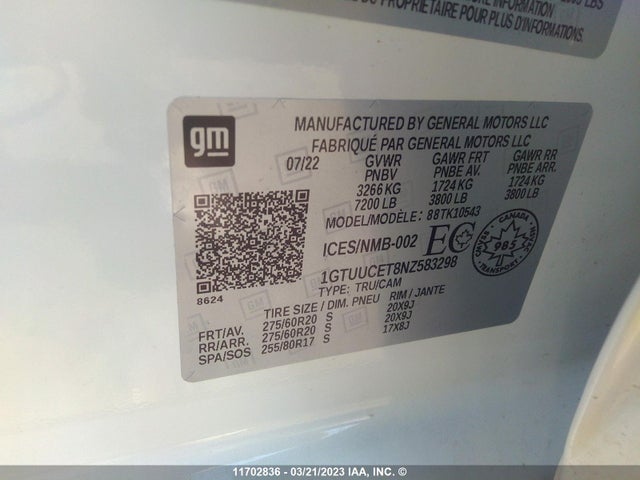 INFORMATION
DU PROPRIÉTAIRE POUR PLUS D'INFORMATIONS.
LBS
gm
MANUFACTURED BY GENERAL MOTORS LLC
FABRIQUÉ PAR GENERAL MOTORS LLC
07/22 GVWR GAWR FRT GAWR RR
PNBV PNBE AV. PNBE ARR.
3266 KG 1724 KG 1724 KG
7200 LB 3800 LB 3800 LB
MODEL/MODÈLE: 88TK10543
ICES/NMB-002 EC
CANADA
985
TRANSPORT
8624
1GTUUCET8NZ583298
TYPE: TRU/CAM
TIRE SIZE / DIM. PNEU RIM / JANTE
FRT/AV. 275/60R20 S 20X9J
RR/ARR. 275/60R20 S 20X9J
SPA/SOS 255/80R17 S 17X8J
11702836 - 03/21/2023 IAA, INC. ©